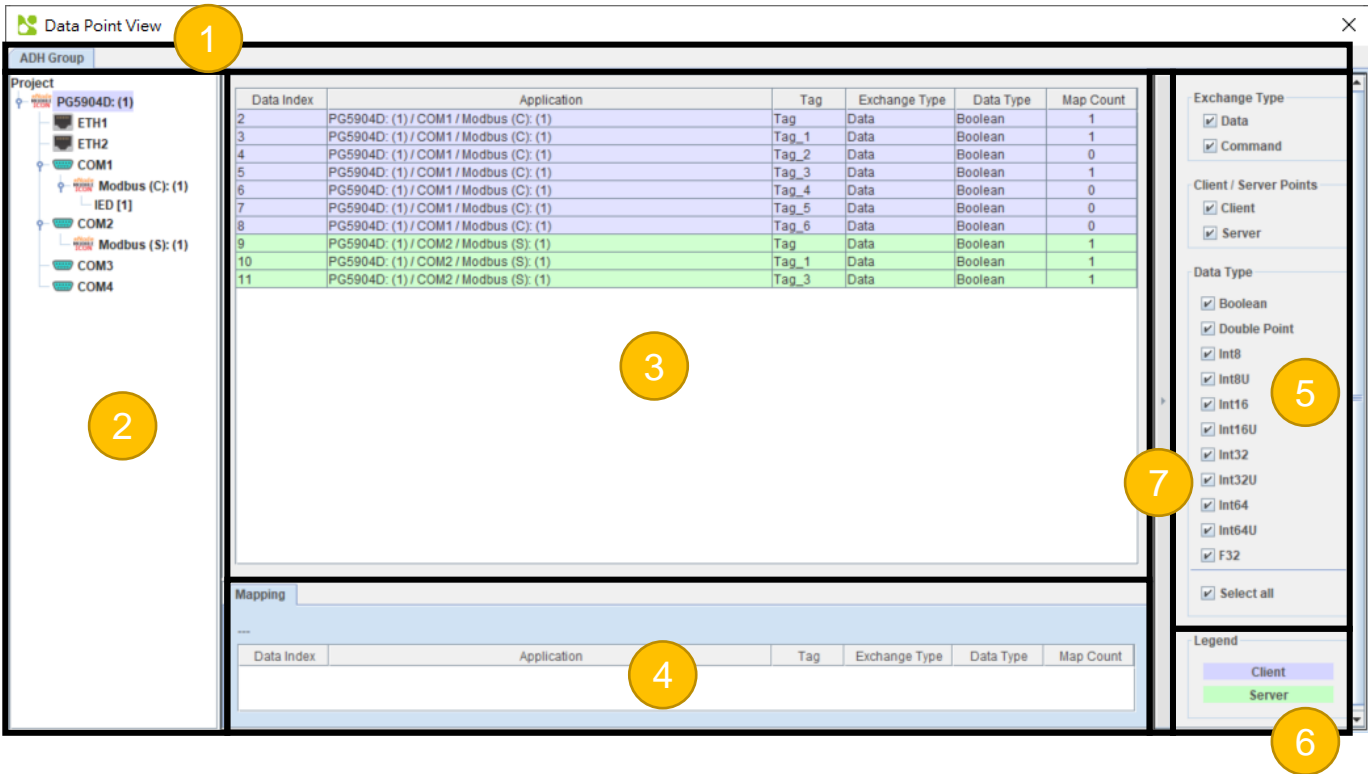 Data Point View
1
ADH Group
Project
PG5904D: (1)
ETH1
ETH2
COM1
Modbus (C): (1)
IED [1]
COM2
Modbus (S): (1)
COM3
COM4
2
Data Index Application Tag Exchange Type Data Type Map Count
2 PG5904D: (1) / COM1 / Modbus (C): (1) Tag Data Boolean 1
3 PG5904D: (1) / COM1 / Modbus (C): (1) Tag_1 Data Boolean 1
4 PG5904D: (1) / COM1 / Modbus (C): (1) Tag_2 Data Boolean 0
5 PG5904D: (1) / COM1 / Modbus (C): (1) Tag_3 Data Boolean 1
6 PG5904D: (1) / COM1 / Modbus (C): (1) Tag_4 Data Boolean 0
7 PG5904D: (1) / COM1 / Modbus (C): (1) Tag_5 Data Boolean 0
8 PG5904D: (1) / COM1 / Modbus (C): (1) Tag_6 Data Boolean 0
9 PG5904D: (1) / COM2 / Modbus (S): (1) Tag Data Boolean 1
10 PG5904D: (1) / COM2 / Modbus (S): (1) Tag_1 Data Boolean 1
11 PG5904D: (1) / COM2 / Modbus (S): (1) Tag_3 Data Boolean 1
3
Mapping
---
Data Index Application Tag Exchange Type Data Type Map Count
4
Exchange Type
Data
Command
Client / Server Points
Client
Server
Data Type
Boolean
Double Point
Int8
Int8U
Int16
Int16U
Int32
Int32U
Int64
Int64U
F32
Select all
5
7
Legend
Client
Server
6